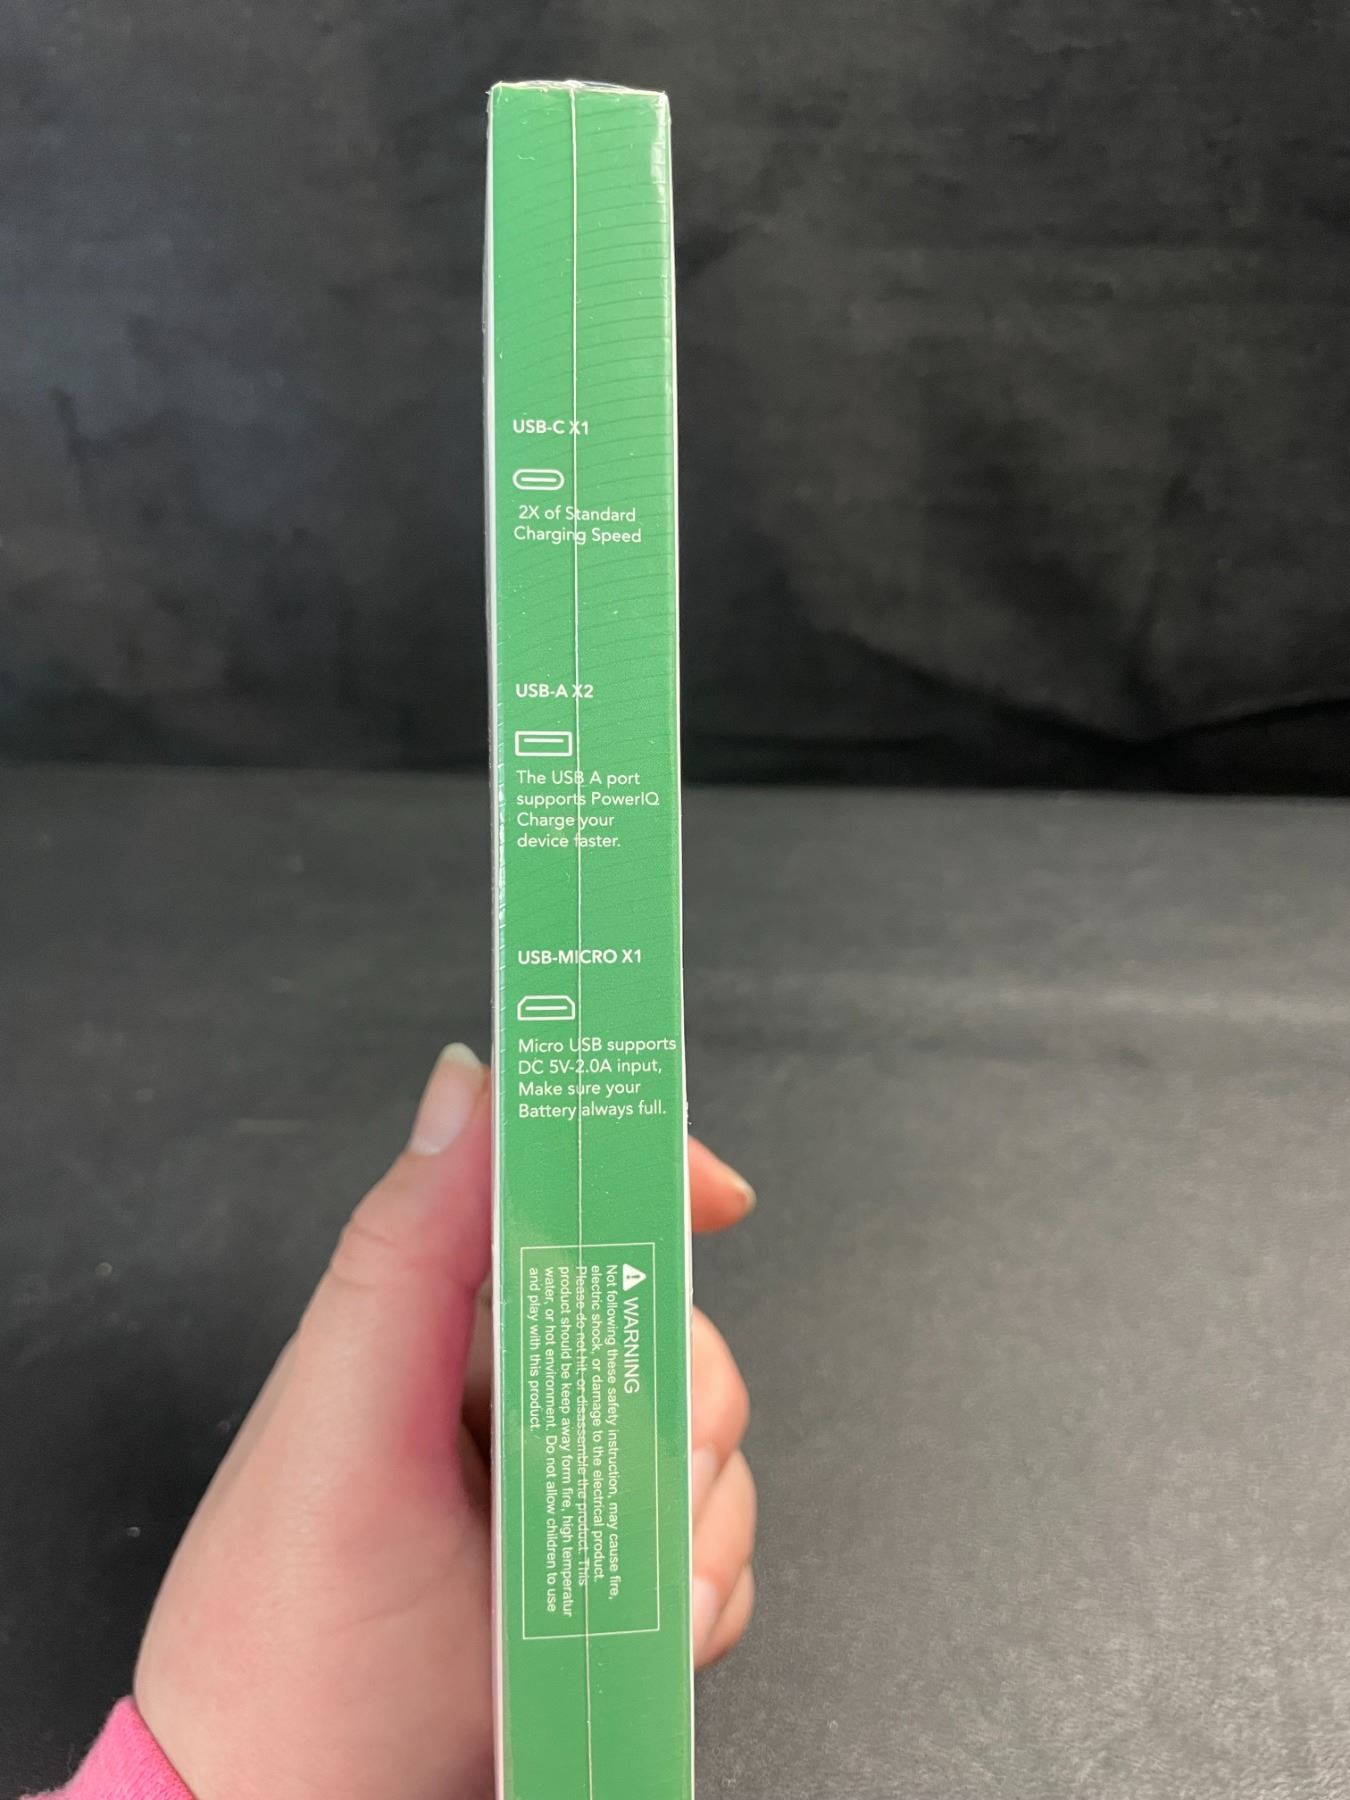 USB-C X1
2X of Standard
Charging Speed
USB-A X2
The USB A port
supports PowerIQ
Charge your
device faster.
USB-MICRO X1
Micro USB supports
DC 5V-2.0A input,
Make sure your
Battery always full.
WARNING
Not following these safety instruction, may cause fire,
electric shock, or damage to the electrical product.
Please do not hit, or disassemble the product. This
product should be keep away form fire, high temperatur
water, or hot environment. Do not allow children to use
and play with this product.